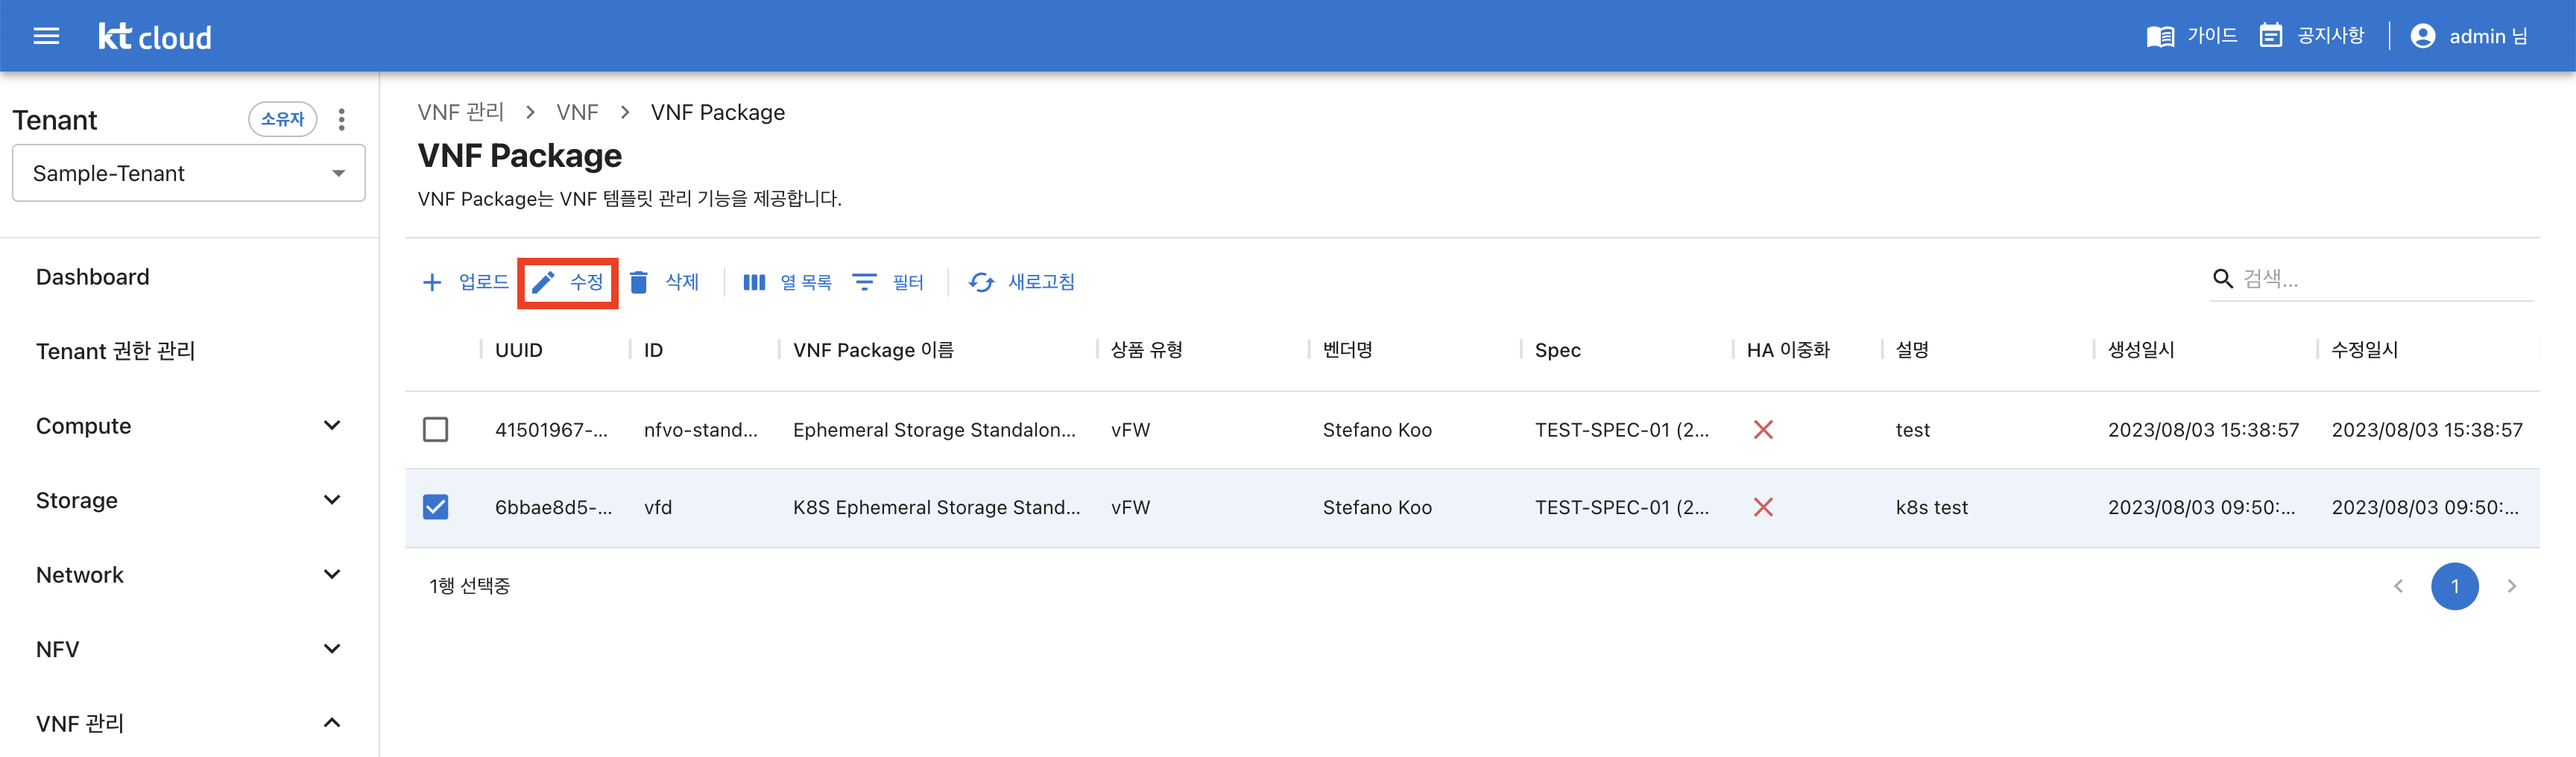 kt cloud
가이드
공지사항
admin 님
Tenant
소유자
Sample-Tenant
Dashboard
Tenant 권한 관리
Compute
Storage
Network
NFV
VNF 관리
VNF 관리 > VNF > VNF Package
VNF Package
VNF Package는 VNF 템플릿 관리 기능을 제공합니다.
업로드 수정 삭제 열 목록 필터 새로고침
검색...
UUID ID VNF Package 이름 상품 유형 벤더명 Spec HA 이중화 설명 생성일시 수정일시
41501967-... nfvo-stand... Ephemeral Storage Standalon... vFW Stefano Koo TEST-SPEC-01 (2... test 2023/08/03 15:38:57 2023/08/03 15:38:57
6bbae8d5-... vfd K8S Ephemeral Storage Stand... vFW Stefano Koo TEST-SPEC-01 (2... k8s test 2023/08/03 09:50:... 2023/08/03 09:50:...
1행 선택중
1